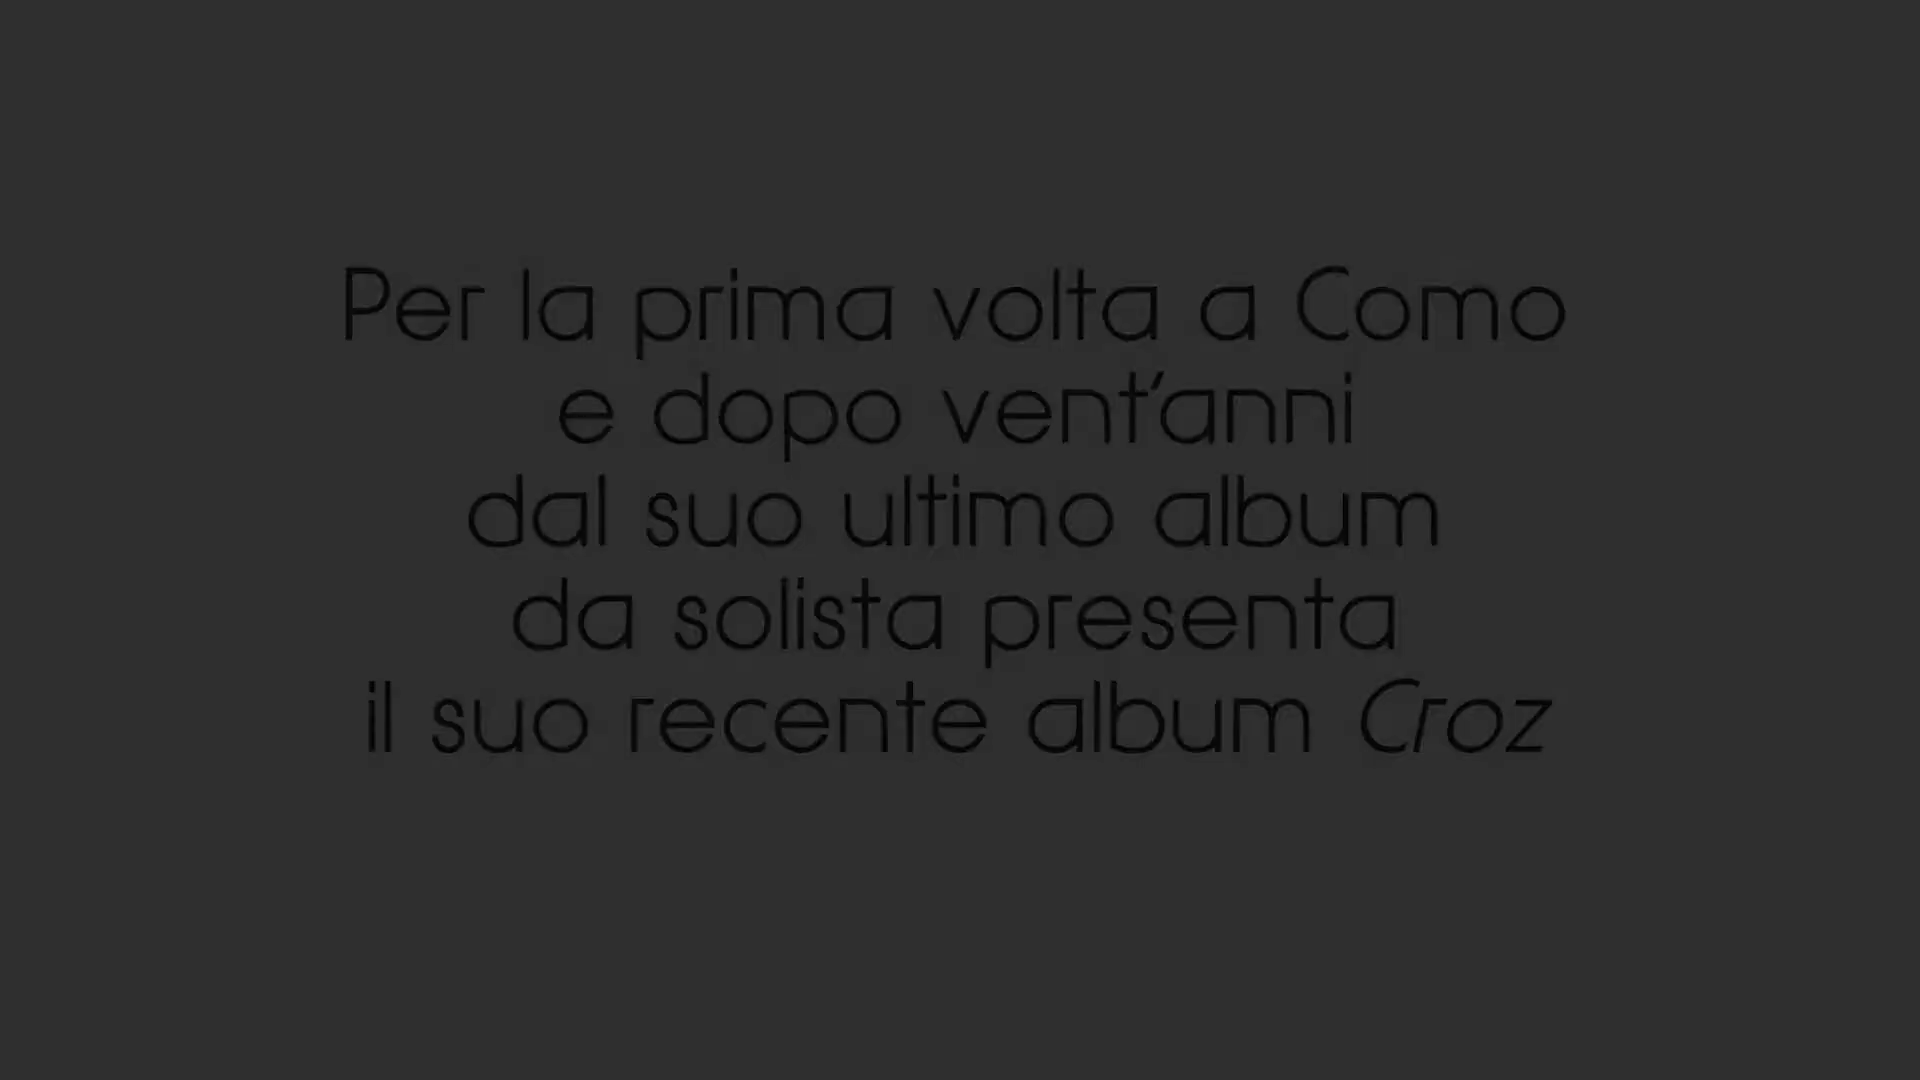 Per la prima volta a Como
e dopo vent’anni
dal suo ultimo album
da solista presenta
il suo recente album Croz